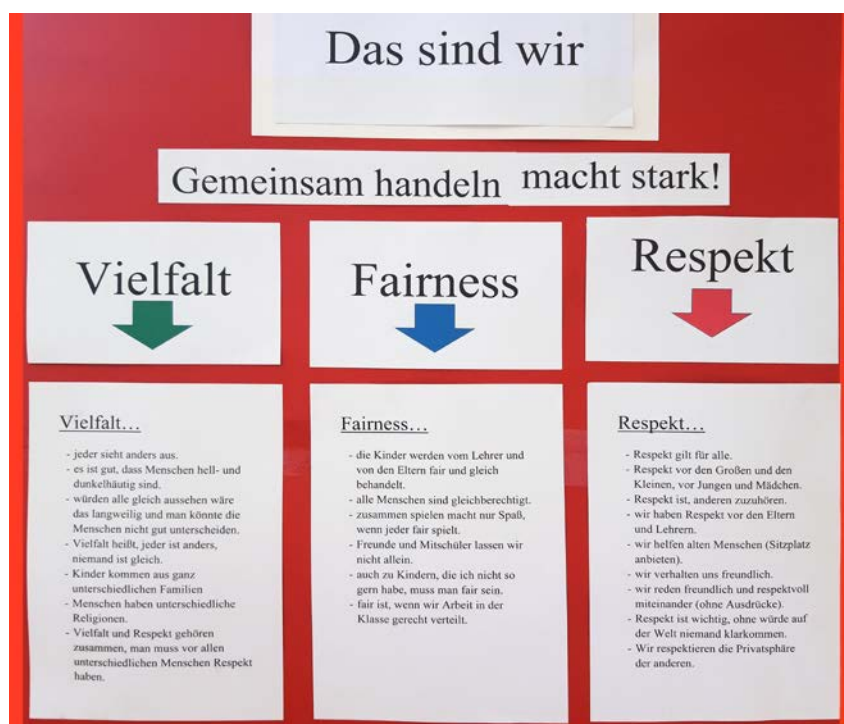 Das sind wir
Gemeinsam handeln macht stark!
Vielfalt
Fairness
Respekt
Vielfalt...
- jeder sieht anders aus.
- es ist gut, dass Menschen hell- und
dunkelhäutig sind.
- würden alle gleich aussehen wäre
das langweilig und man könnte die
Menschen nicht gut unterscheiden.
- Vielfalt heißt, jeder ist anders,
niemand ist gleich.
- Kinder kommen aus ganz
unterschiedlichen Familien
- Menschen haben unterschiedliche
Religionen.
- Vielfalt und Respekt gehören
zusammen, man muss vor allen
unterschiedlichen Menschen Respekt
haben.
Fairness...
- die Kinder werden vom Lehrer und
von den Eltern fair und gleich
behandelt.
- alle Menschen sind gleichberechtigt.
- zusammen spielen macht nur Spaß,
wenn jeder fair spielt.
- Freunde und Mitschüler lassen wir
nicht allein.
- auch zu Kindern, die ich nicht so
gern habe, muss man fair sein.
- fair ist, wenn wir Arbeit in der
Klasse gerecht verteilt.
Respekt...
- Respekt gilt für alle.
- Respekt vor den Großen und den
Kleinen, vor Jungen und Mädchen.
- Respekt ist, anderen zuzuhören.
- wir haben Respekt vor den Eltern
und Lehrern.
- wir helfen alten Menschen (Sitzplatz
anbieten).
- wir verhalten uns freundlich.
- wir reden freundlich und respektvoll
miteinander (ohne Ausdrücke).
- Respekt ist wichtig, ohne würde auf
der Welt niemand klarkommen.
- Wir respektieren die Privatsphäre
der anderen.